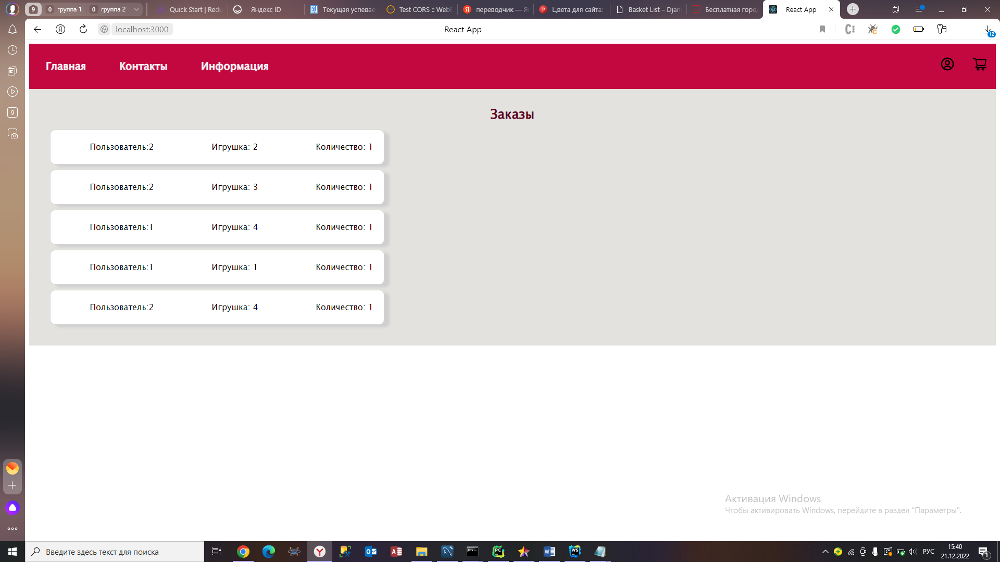 9 0 группа 1 0 группа 2 Quick Start | Redu Яндекс ID Текущая успевае Test CORS :: WebB переводчик — Я Цвета для сайта: Basket List – Djan Бесплатная горо React App
localhost:3000 React App 12
9
Главная Контакты Информация
Заказы
Пользователь:2 Игрушка: 2 Количество: 1
Пользователь:2 Игрушка: 3 Количество: 1
Пользователь:1 Игрушка: 4 Количество: 1
Пользователь:1 Игрушка: 1 Количество: 1
Пользователь:2 Игрушка: 4 Количество: 1
Активация Windows
Чтобы активировать Windows, перейдите в раздел "Параметры".
Введите здесь текст для поиска РУС 15:40
21.12.2022 1